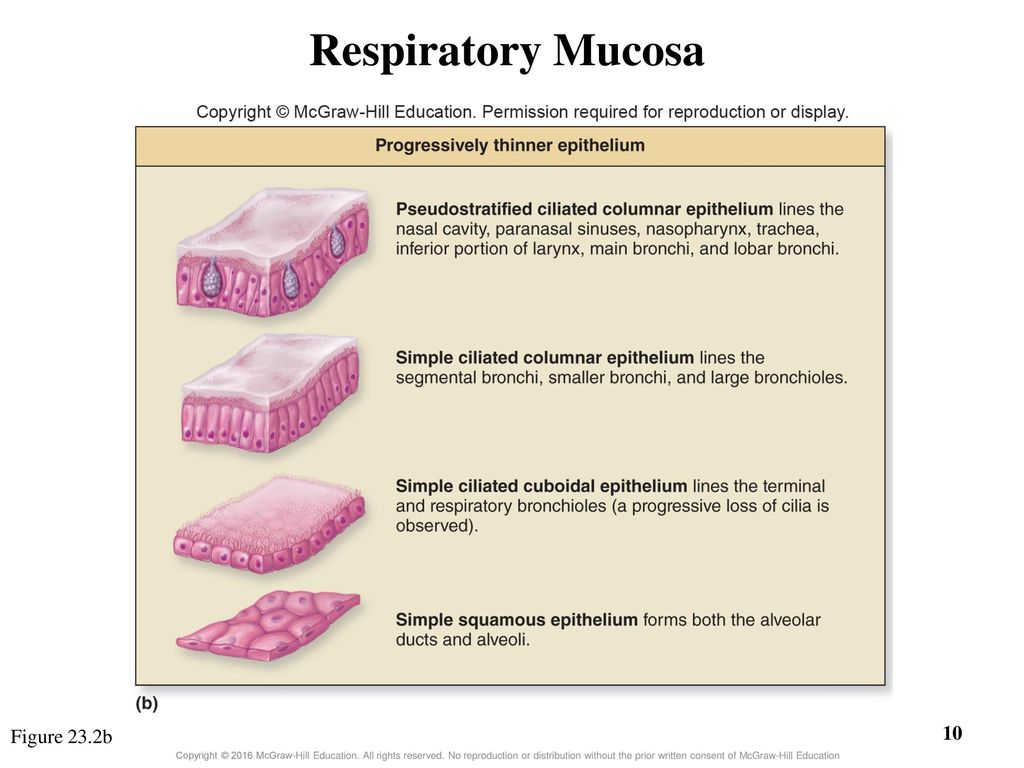 Respiratory Mucosa
Copyright © McGraw-Hill Education. Permission required for reproduction or display.
Progressively thinner epithelium
Pseudostratified ciliated columnar epithelium lines the
nasal cavity, paranasal sinuses, nasopharynx, trachea,
inferior portion of larynx, main bronchi, and lobar bronchi.
Simple ciliated columnar epithelium lines the
segmental bronchi, smaller bronchi, and large bronchioles.
Simple ciliated cuboidal epithelium lines the terminal
and respiratory bronchioles (a progressive loss of cilia is
observed).
Simple squamous epithelium forms both the alveolar
ducts and alveoli.
(b)
Figure 23.2b
10
Copyright © 2016 McGraw-Hill Education. All rights reserved. No reproduction or distribution without the prior written consent of McGraw-Hill Education